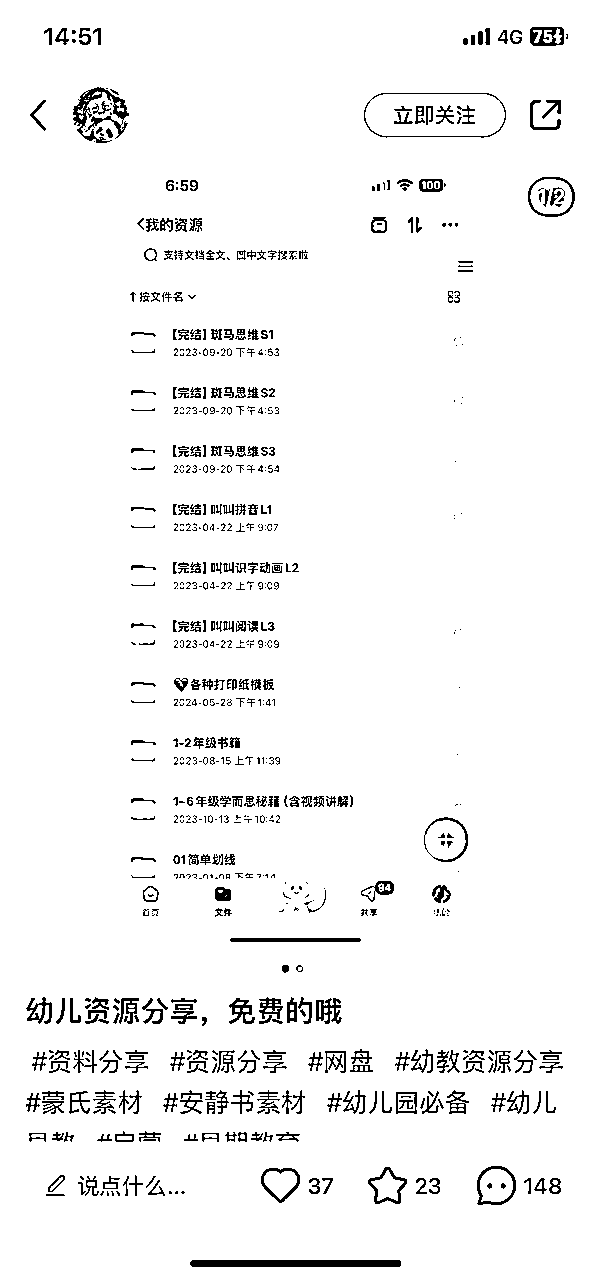 14:51 4G 75
立即关注
6:59 100
我的资源
支持文档全文、图中文字搜索啦
按文件名
【完结】斑马思维S1
2023-09-20 下午4:53
【完结】斑马思维S2
2023-09-20 下午4:53
【完结】斑马思维S3
2023-09-20 下午4:54
【完结】叫叫拼音L1
2023-04-22 上午9:07
【完结】叫叫识字动画L2
2023-04-22 上午9:09
【完结】叫叫阅读L3
2023-04-22 上午9:09
各种打印纸模板
2024-05-28 下午1:41
1-2年级书籍
2023-08-15 上午11:39
1-6年级学而思秘籍（含视频讲解）
2023-10-13 上午10:42
01简单划线
首页 文件 共享 94
幼儿资源分享，免费的哦
#资料分享 #资源分享 #网盘 #幼教资源分享
#蒙氏素材 #安静书素材 #幼儿园必备 #幼儿
早教 #启蒙 #早期教育
说点什么... 37 23 148